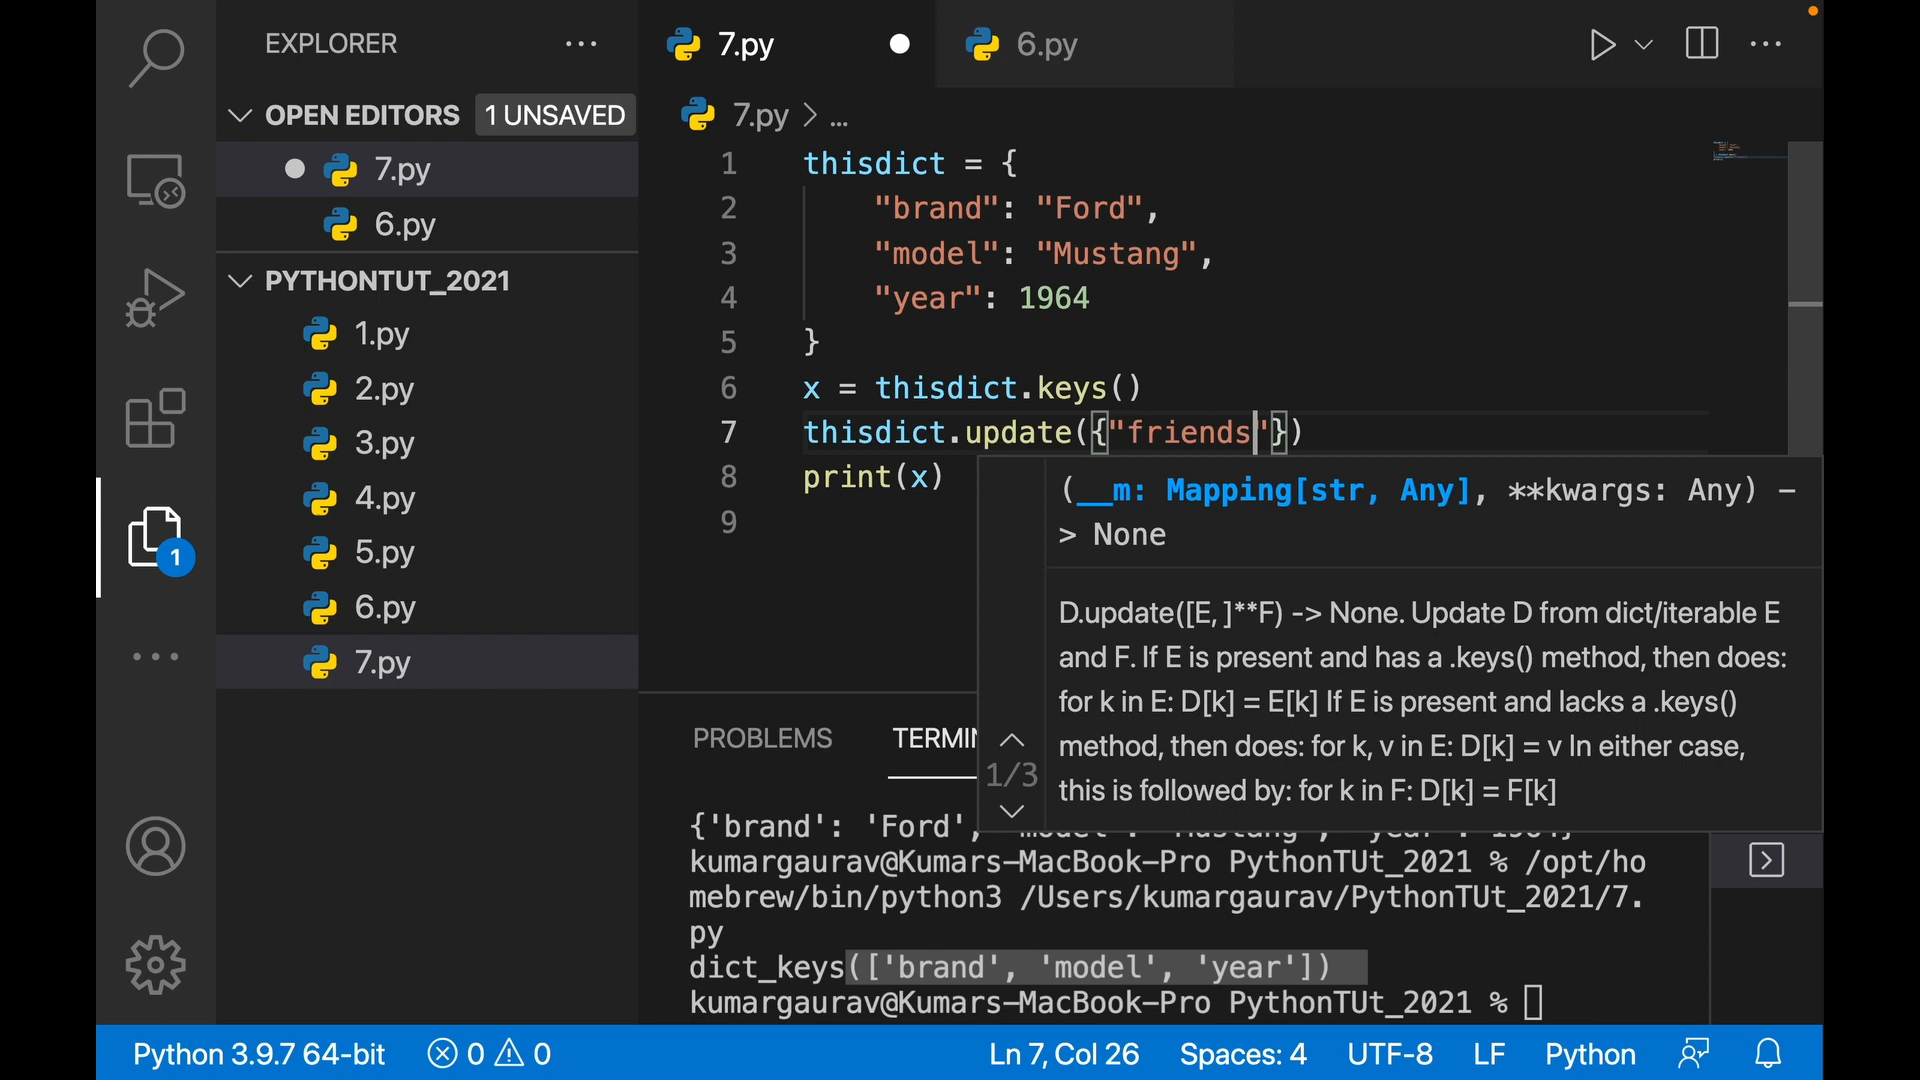 EXPLORER
OPEN EDITORS 1 UNSAVED
7.py
6.py
PYTHONTUT_2021
1.py
2.py
3.py
4.py
5.py
6.py
7.py
1
7.py
6.py
7.py > ...
1 thisdict = {
2 "brand": "Ford",
3 "model": "Mustang",
4 "year": 1964
5 }
6 x = thisdict.keys()
7 thisdict.update({"friends"})
8 print(x)
9
(__m: Mapping[str, Any], **kwargs: Any) –
> None
D.update([E, ]**F) -> None. Update D from dict/iterable E
and F. If E is present and has a .keys() method, then does:
for k in E: D[k] = E[k] If E is present and lacks a .keys()
method, then does: for k, v in E: D[k] = v In either case,
this is followed by: for k in F: D[k] = F[k]
1/3
PROBLEMS TERMIN
{'brand': 'Ford', 'model': 'Mustang', 'year': 1964}
kumargaurav@Kumars-MacBook-Pro PythonTUt_2021 % /opt/ho
mebrew/bin/python3 /Users/kumargaurav/PythonTUt_2021/7.
py
dict_keys(['brand', 'model', 'year'])
kumargaurav@Kumars-MacBook-Pro PythonTUt_2021 %
Python 3.9.7 64-bit 0 0 Ln 7, Col 26 Spaces: 4 UTF-8 LF Python